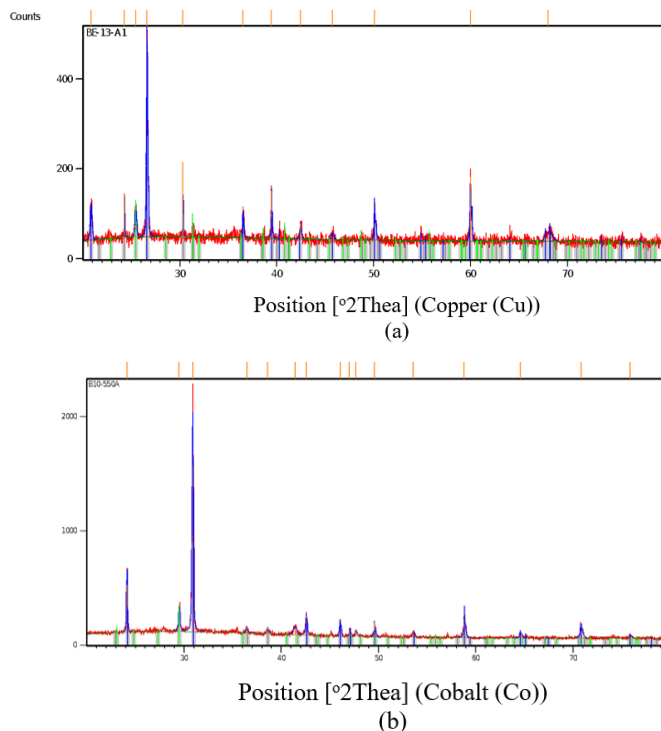 Counts
BE-13-A1
400
200
0
30 40 50 60 70
Position [°2Thea] (Copper (Cu))
(a)
B10-550A
2000
1000
0
30 40 50 60 70
Position [°2Thea] (Cobalt (Co))
(b)